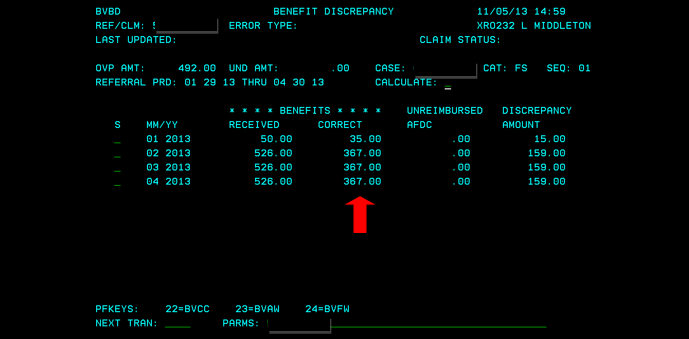 BVBD BENEFIT DISCREPANCY 11/05/13 14:59
REF/CLM: ERROR TYPE: XRO232 L MIDDLETON
LAST UPDATED: CLAIM STATUS:
OVP AMT: 492.00 UND AMT: .00 CASE: CAT: FS SEQ: 01
REFERRAL PRD: 01 29 13 THRU 04 30 13 CALCULATE: _
* * * * BENEFITS * * * * UNREIMBURSED DISCREPANCY
S MM/YY RECEIVED CORRECT AFDC AMOUNT
_ 01 2013 50.00 35.00 .00 15.00
_ 02 2013 526.00 367.00 .00 159.00
_ 03 2013 526.00 367.00 .00 159.00
_ 04 2013 526.00 367.00 .00 159.00
PFKEYS: 22=BVCC 23=BVAW 24=BVFW
NEXT TRAN: ____ PARMS: